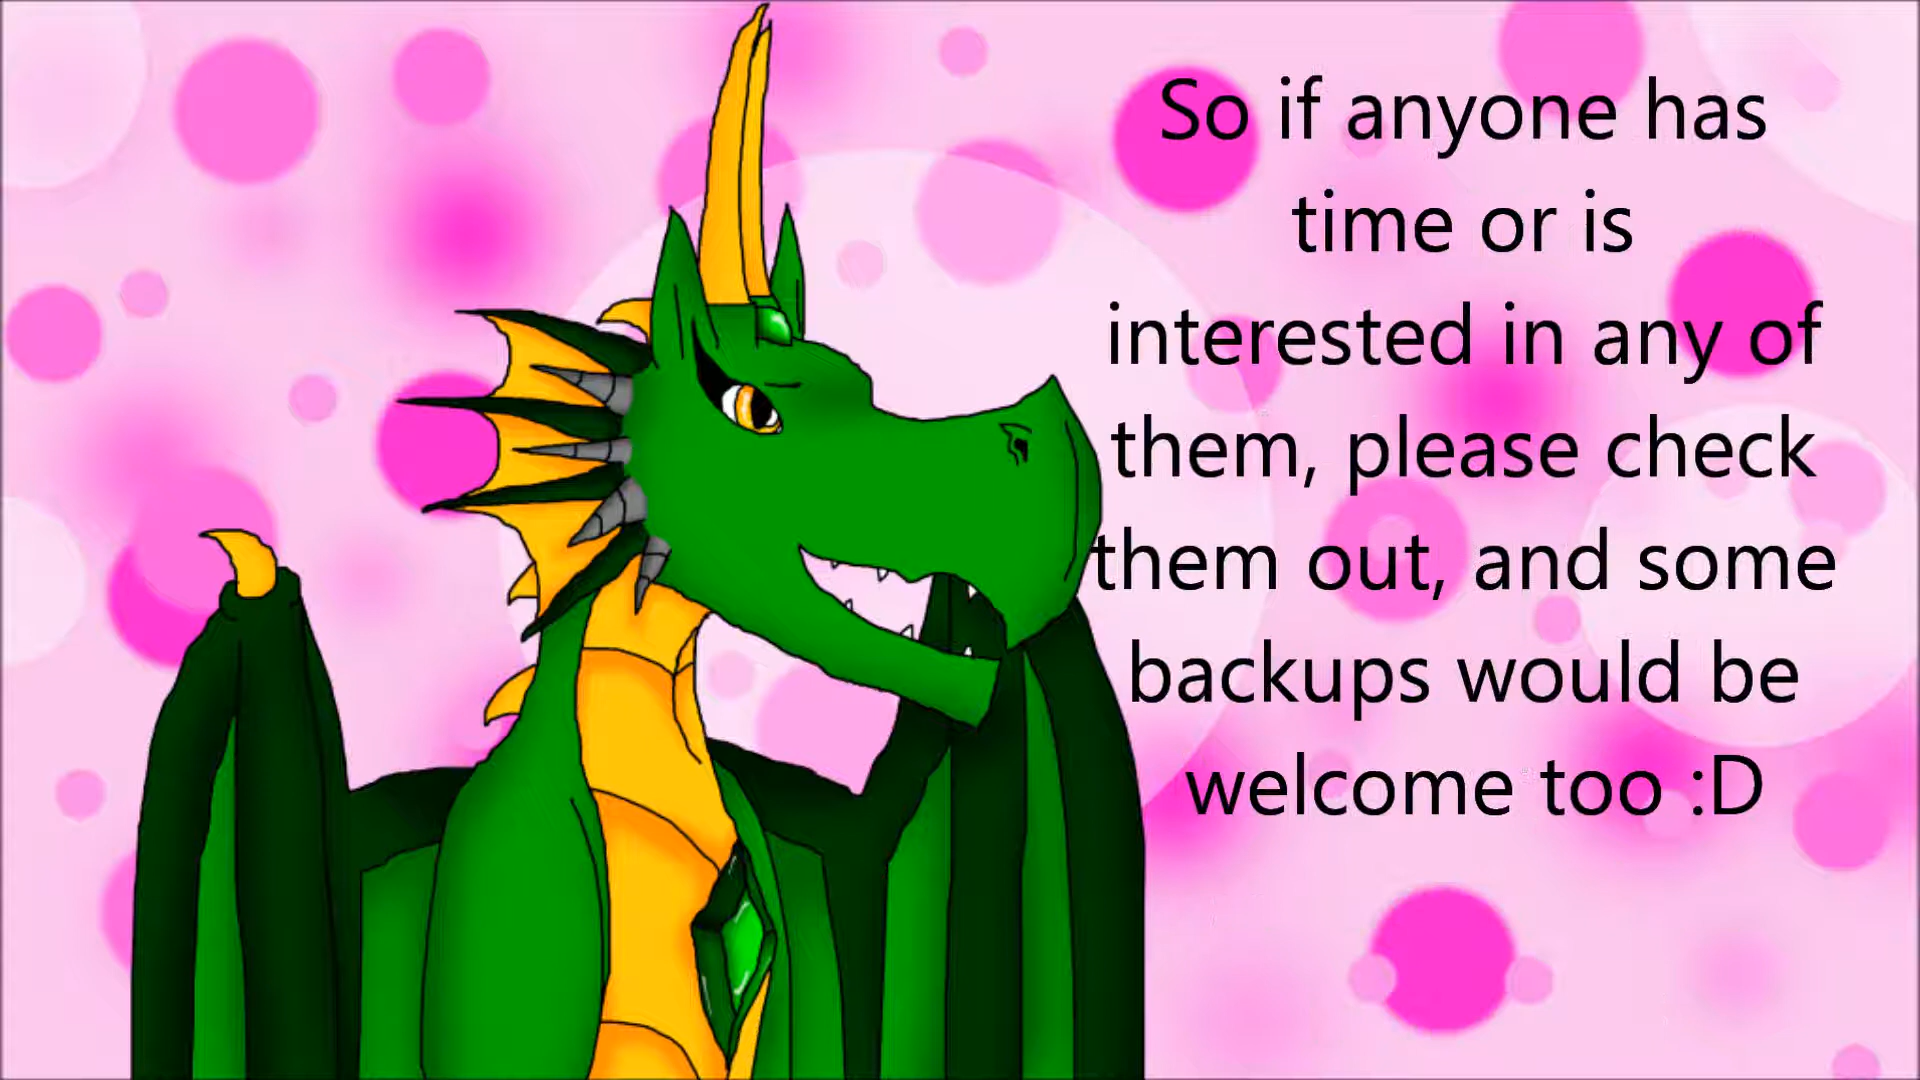 So if anyone has
time or is
interested in any of
them, please check
them out, and some
backups would be
welcome too :D